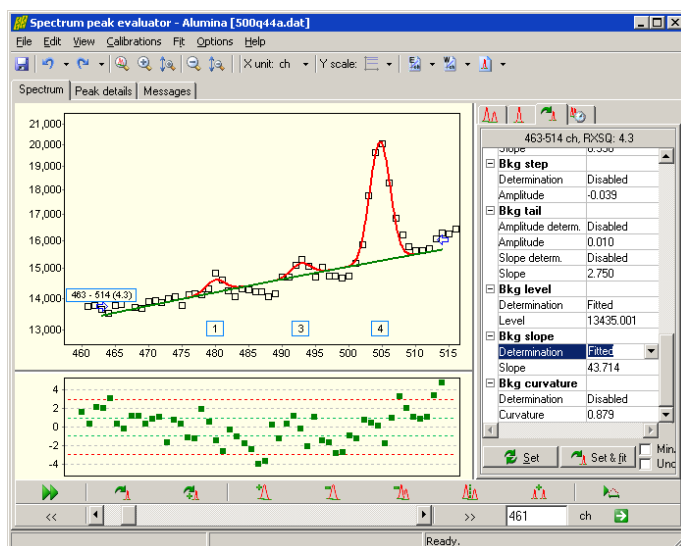 Spectrum peak evaluator - Alumina [500q44a.dat]
File Edit View Calibrations Fit Options Help
X unit: ch Y scale:
Spectrum Peak details Messages
21,000
20,000
19,000
18,000
17,000
16,000
15,000
14,000
13,000
463 - 514 (4.3)
1 3 4
460 465 470 475 480 485 490 495 500 505 510 515
4
2
0
-2
-4
463-514 ch, RXSQ: 4.3
Slope 0.550
Bkg step
Determination Disabled
Amplitude -0.039
Bkg tail
Amplitude determ. Disabled
Amplitude 0.010
Slope determ. Disabled
Slope 2.750
Bkg level
Determination Fitted
Level 13435.001
Bkg slope
Determination Fitted
Slope 43.714
Bkg curvature
Determination Disabled
Curvature 0.879
Set Set & fit Min.
Unc
<< >> 461 ch
Ready.